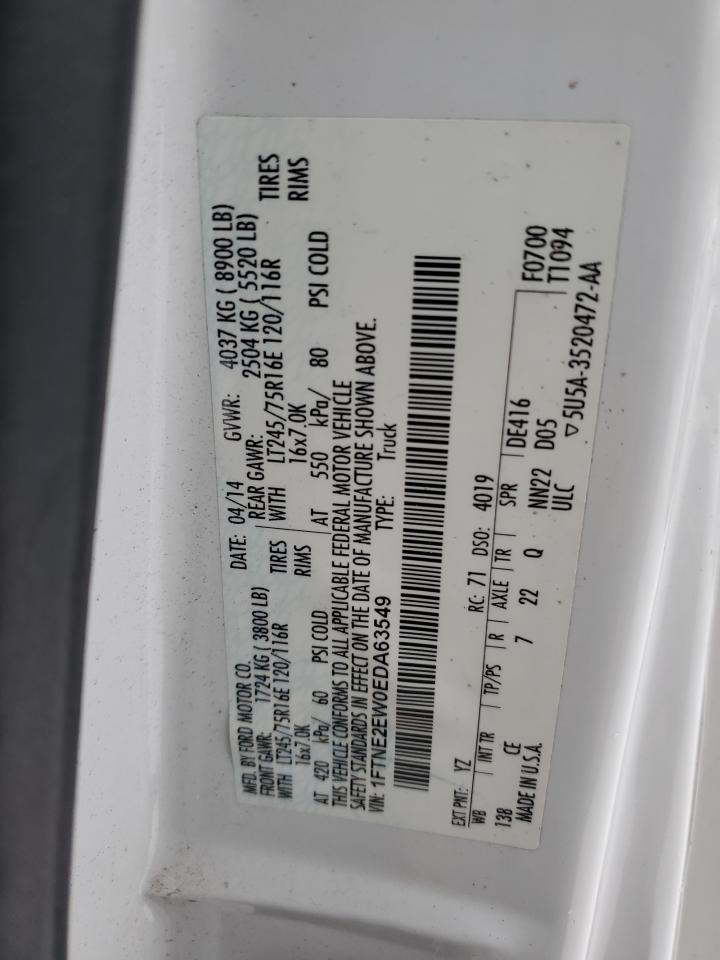 MFD. BY FORD MOTOR CO. DATE: 04/14 GVWR: 4037 KG ( 8900 LB)
FRONT GAWR: 1724 KG ( 3800 LB) REAR GAWR: 2504 KG ( 5520 LB)
WITH LT245/75R16E 120/116R TIRES WITH LT245/75R16E 120/116R TIRES
16x7.0K RIMS 16x7.0K RIMS
AT 420 kPa/ 60 PSI COLD AT 550 kPa/ 80 PSI COLD
THIS VEHICLE CONFORMS TO ALL APPLICABLE FEDERAL MOTOR VEHICLE
SAFETY STANDARDS IN EFFECT ON THE DATE OF MANUFACTURE SHOWN ABOVE.
VIN: 1FTNE2EW0EDA63549 TYPE: Truck
EXT PNT: YZ RC: 71 DSO: 4019
WB INT TR TP/PS R AXLE TR SPR DE416 F0700
138 CE 7 22 Q NN22 D05 T1094
MADE IN U.S.A. ULC ▽5U5A-3520472-AA